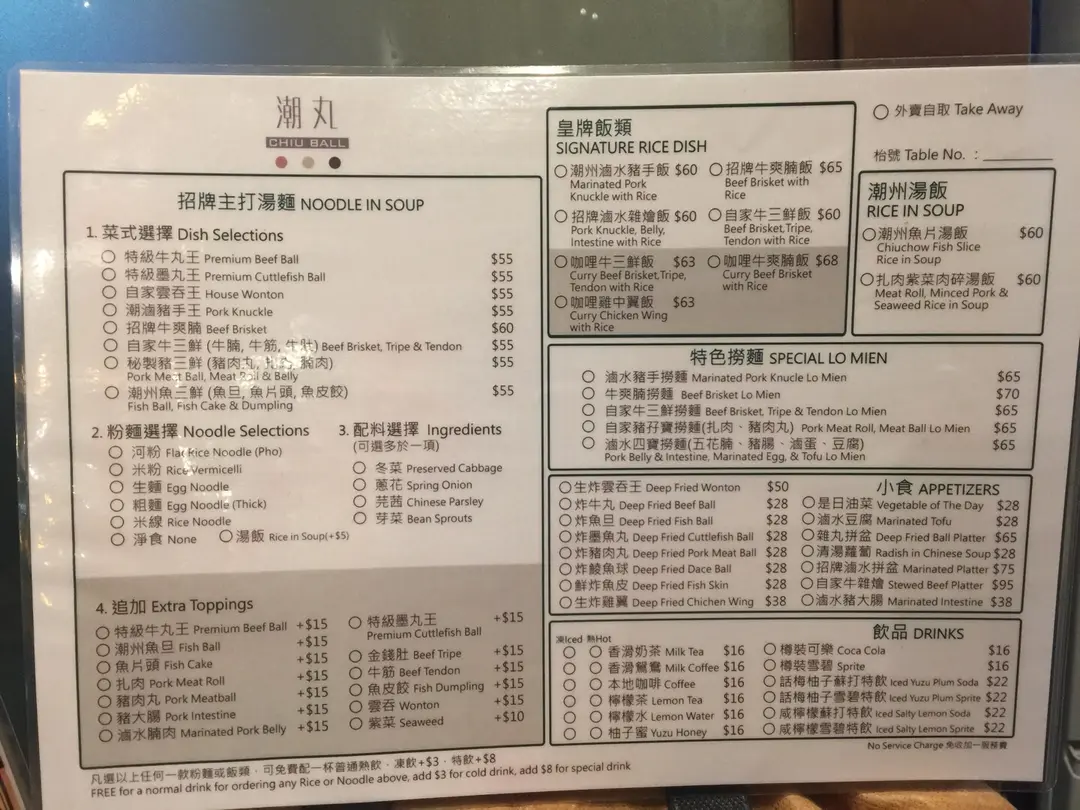 潮丸
CHIU BALL
招牌主打湯麵 NOODLE IN SOUP
1. 菜式選擇 Dish Selections
特級牛丸王 Premium Beef Ball $55
特級墨丸王 Premium Cuttlefish Ball $55
自家雲吞王 House Wonton $55
潮滷豬手王 Pork Knuckle $55
招牌牛爽腩 Beef Brisket $60
自家牛三鮮 (牛腩, 牛筋, 牛肚) Beef Brisket, Tripe & Tendon $55
秘製豬三鮮 (豬肉丸, 扎肉, 腩肉) $55
Pork Meat Ball, Meat Roll & Belly
潮州魚三鮮 (魚旦, 魚片頭, 魚皮餃) $55
Fish Ball, Fish Cake & Dumpling
2. 粉麵選擇 Noodle Selections
河粉 Flat Rice Noodle (Pho)
米粉 Rice Vermicelli
生麵 Egg Noodle
粗麵 Egg Noodle (Thick)
米線 Rice Noodle
淨食 None 湯飯 Rice in Soup(+$5)
3. 配料選擇 Ingredients
(可選多於一項)
冬菜 Preserved Cabbage
蔥花 Spring Onion
芫茜 Chinese Parsley
芽菜 Bean Sprouts
4. 追加 Extra Toppings
特級牛丸王 Premium Beef Ball +$15
潮州魚旦 Fish Ball +$15
魚片頭 Fish Cake +$15
扎肉 Pork Meat Roll +$15
豬肉丸 Pork Meatball +$15
豬大腸 Pork Intestine +$15
滷水腩肉 Marinated Pork Belly +$15
特級墨丸王 +$15
Premium Cuttlefish Ball
金錢肚 Beef Tripe +$15
牛筋 Beef Tendon +$15
魚皮餃 Fish Dumpling +$15
雲吞 Wonton +$15
紫菜 Seaweed +$10
凡選以上任何一款粉麵或飯類，可免費配一杯普通熱飲，凍飲+$3，特飲+$8
FREE for a normal drink for ordering any Rice or Noodle above, add $3 for cold drink, add $8 for special drink
皇牌飯類
SIGNATURE RICE DISH
潮州滷水豬手飯 $60
Marinated Pork
Knuckle with Rice
招牌牛爽腩飯 $65
Beef Brisket with
Rice
招牌滷水雜燴飯 $60
Pork Knuckle, Belly,
Intestine with Rice
自家牛三鮮飯 $60
Beef Brisket,Tripe,
Tendon with Rice
咖哩牛三鮮飯 $63
Curry Beef Brisket,Tripe,
Tendon with Rice
咖哩牛爽腩飯 $68
Curry Beef Brisket
with Rice
咖哩雞中翼飯 $63
Curry Chicken Wing
with Rice
外賣自取 Take Away
枱號 Table No. :
潮州湯飯
RICE IN SOUP
潮州魚片湯飯 $60
Chiuchow Fish Slice
Rice in Soup
扎肉紫菜肉碎湯飯 $60
Meat Roll, Minced Pork &
Seaweed Rice in Soup
特色撈麵 SPECIAL LO MIEN
滷水豬手撈麵 Marinated Pork Knucle Lo Mien $65
牛爽腩撈麵 Beef Brisket Lo Mien $70
自家牛三鮮撈麵 Beef Brisket, Tripe & Tendon Lo Mien $65
自家豬孖寶撈麵(扎肉、豬肉丸) Pork Meat Roll, Meat Ball Lo Mien $65
滷水四寶撈麵(五花腩、豬腸、滷蛋、豆腐) $65
Pork Belly & Intestine, Marinated Egg, & Tofu Lo Mien
小食 APPETIZERS
生炸雲吞王 Deep Fried Wonton $50
炸牛丸 Deep Fried Beef Ball $28
炸魚旦 Deep Fried Fish Ball $28
炸墨魚丸 Deep Fried Cuttlefish Ball $28
炸豬肉丸 Deep Fried Pork Meat Ball $28
炸鯪魚球 Deep Fried Dace Ball $28
鮮炸魚皮 Deep Fried Fish Skin $28
生炸雞翼 Deep Fried Chichen Wing $38
是日油菜 Vegetable of The Day $28
滷水豆腐 Marinated Tofu $28
雜丸拼盆 Deep Fried Ball Platter $65
清湯蘿蔔 Radish in Chinese Soup $28
招牌滷水拼盆 Marinated Platter $75
自家牛雜燴 Stewed Beef Platter $95
滷水豬大腸 Marinated Intestine $38
飲品 DRINKS
凍Iced 熱Hot
香滑奶茶 Milk Tea $16
香滑鴛鴦 Milk Coffee $16
本地咖啡 Coffee $16
檸檬茶 Lemon Tea $16
檸檬水 Lemon Water $16
柚子蜜 Yuzu Honey $16
樽裝可樂 Coca Cola $16
樽裝雪碧 Sprite $16
話梅柚子蘇打特飲 Iced Yuzu Plum Soda $22
話梅柚子雪碧特飲 Iced Yuzu Plum Sprite $22
咸檸檬蘇打特飲 Iced Salty Lemon Soda $22
咸檸檬雪碧特飲 Iced Salty Lemon Sprite $22
No Service Charge 免收加一服務費